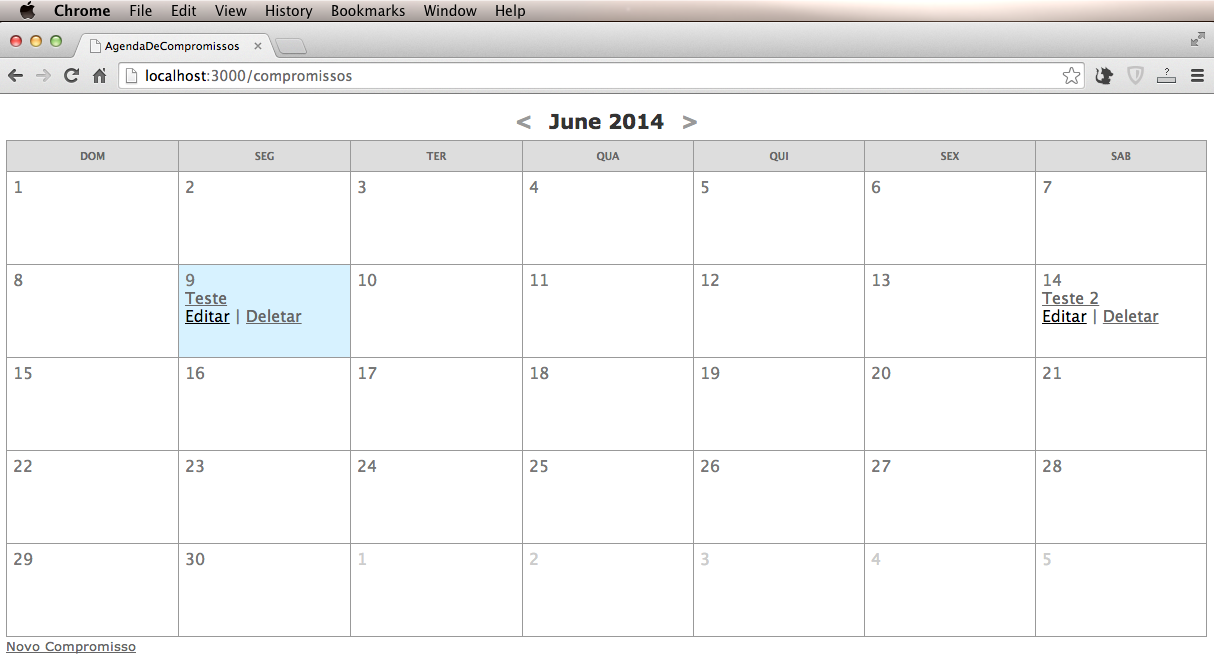 Chrome File Edit View History Bookmarks Window Help
AgendaDeCompromissos ×
localhost:3000/compromissos ?
< June 2014 >
DOM SEG TER QUA QUI SEX SAB
1 2 3 4 5 6 7
8 9 10 11 12 13 14
Teste Teste 2
Editar | Deletar Editar | Deletar
15 16 17 18 19 20 21
22 23 24 25 26 27 28
29 30 1 2 3 4 5
Novo Compromisso